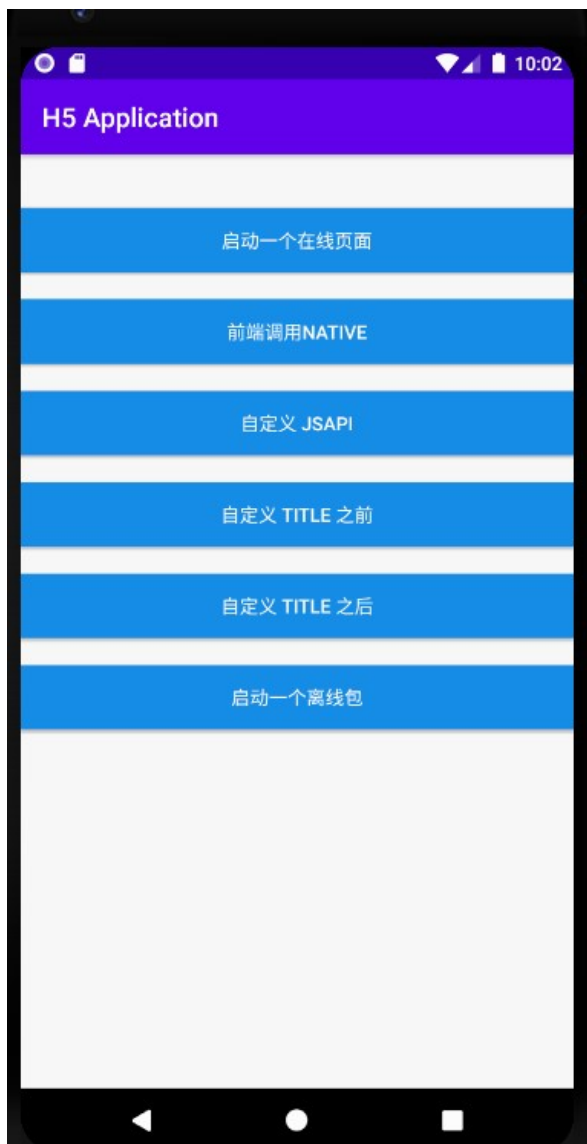 10:02
H5 Application
启动一个在线页面
前端调用NATIVE
自定义 JSAPI
自定义 TITLE 之前
自定义 TITLE 之后
启动一个离线包